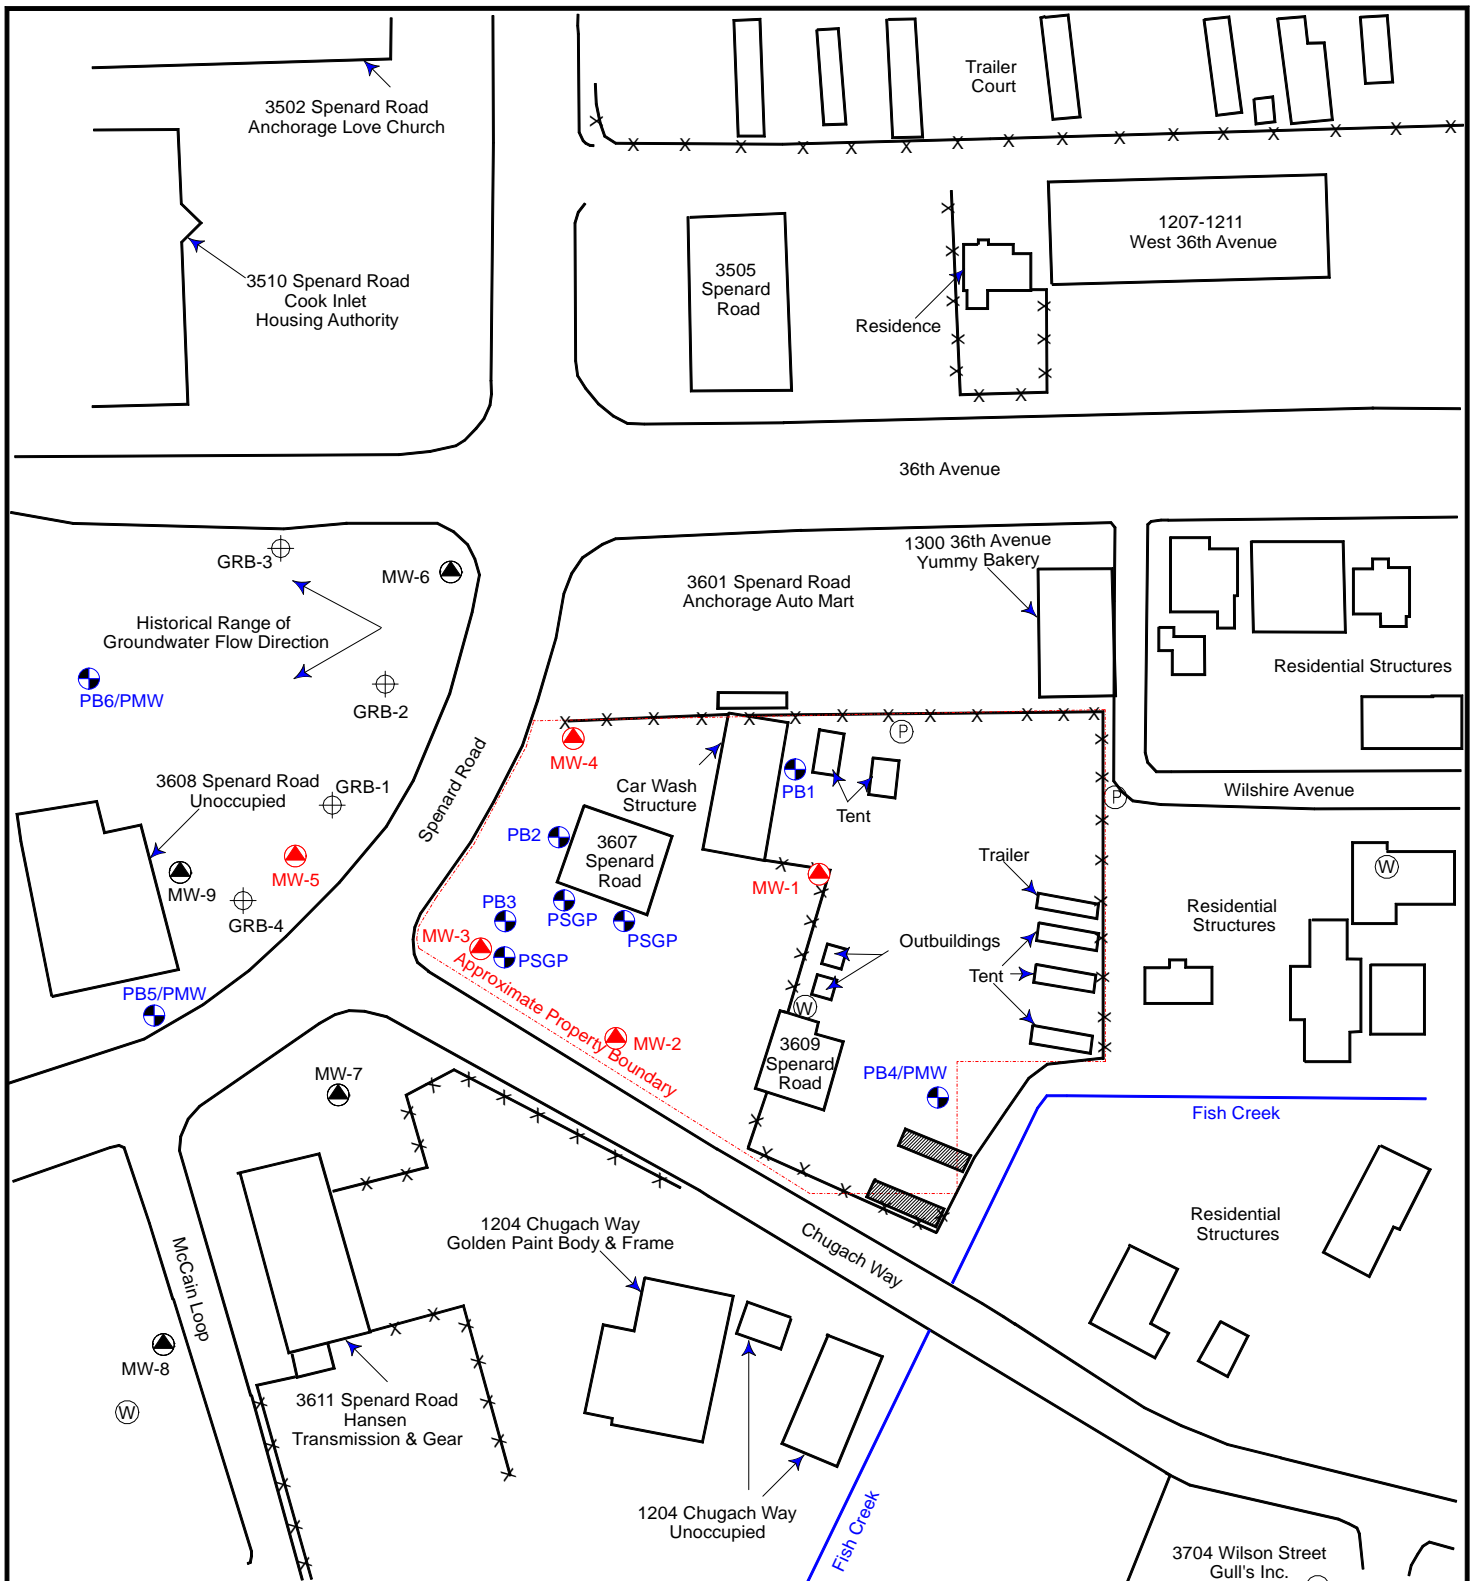 3502 Spenard Road
Anchorage Love Church
Trailer
Court
3510 Spenard Road
Cook Inlet
Housing Authority
3505
Spenard
Road
Residence
1207-1211
West 36th Avenue
36th Avenue
GRB-3
MW-6
Historical Range of
Groundwater Flow Direction
PB6/PMW
GRB-2
3601 Spenard Road
Anchorage Auto Mart
1300 36th Avenue
Yummy Bakery
Residential Structures
Wilshire Avenue
Spenard Road
MW-4
Car Wash
Structure
PB1
Tent
P
P
3608 Spenard Road
Unoccupied
GRB-1
MW-5
MW-9
GRB-4
PB5/PMW
PB2
3607
Spenard
Road
MW-1
PB3
PSGP
PSGP
MW-3
PSGP
Approximate Property Boundary
MW-2
Trailer
Outbuildings
Tent
W
3609
Spenard
Road
PB4/PMW
W
Residential
Structures
Fish Creek
MW-7
McCain Loop
1204 Chugach Way
Golden Paint Body & Frame
Chugach Way
Residential
Structures
MW-8
W
3611 Spenard Road
Hansen
Transmission & Gear
1204 Chugach Way
Unoccupied
Fish Creek
3704 Wilson Street
Gull's Inc.